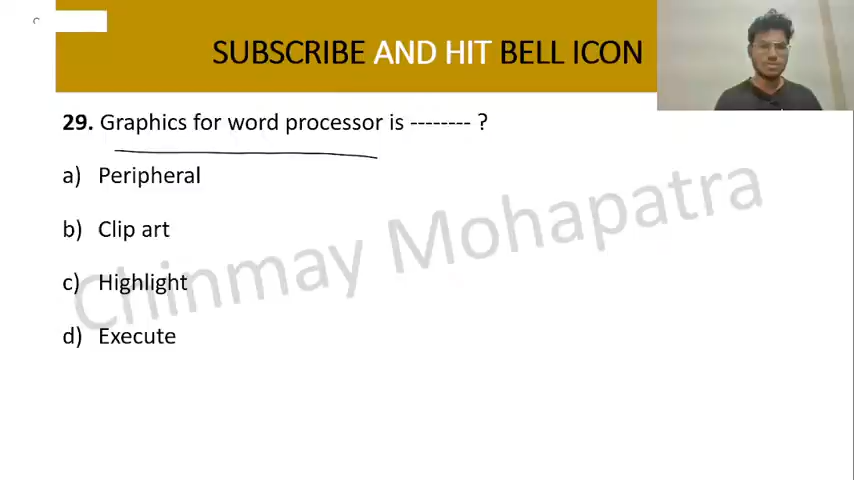 SUBSCRIBE AND HIT BELL ICON
29. Graphics for word processor is -------- ?
a) Peripheral
b) Clip art
c) Highlight
d) Execute
Chinmay Mohapatra